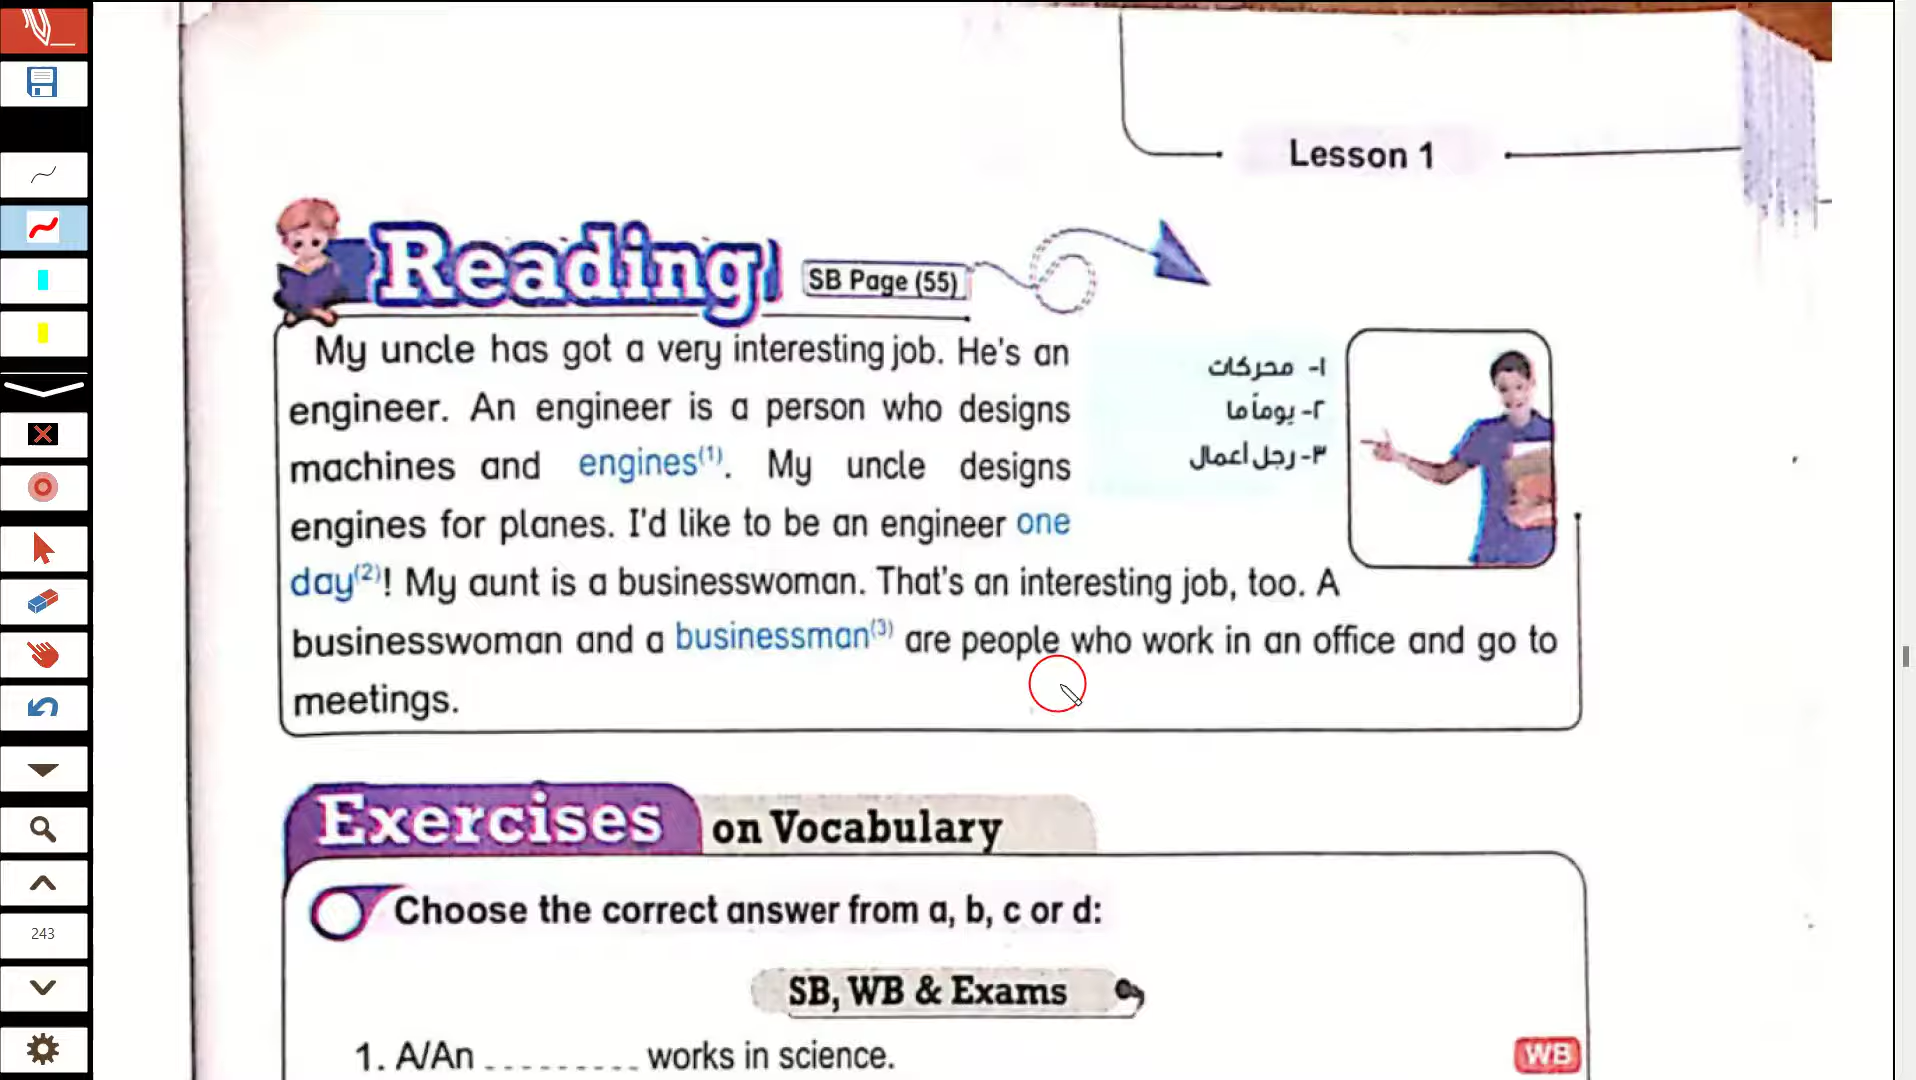 Lesson 1
Reading
SB Page (55)
My uncle has got a very interesting job. He's an
engineer. An engineer is a person who designs
machines and engines(1). My uncle designs
engines for planes. I'd like to be an engineer one
day(2)! My aunt is a businesswoman. That's an interesting job, too. A
businesswoman and a businessman(3) are people who work in an office and go to
meetings.
١- محركات
٢- يوماً ما
٣- رجل أعمال
Exercises on Vocabulary
Choose the correct answer from a, b, c or d:
SB, WB & Exams
1. A/An _ _ _ _ _ _ _ _ works in science.
WB
243